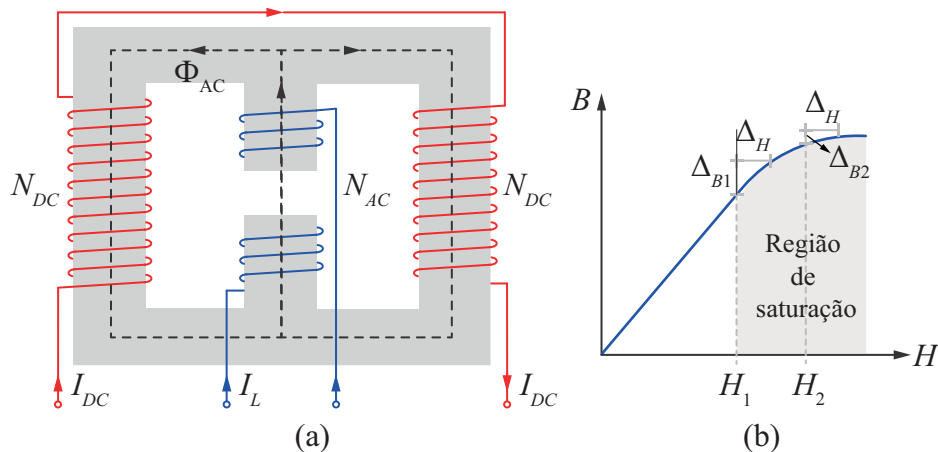 Φ_AC
N_DC
N_AC
N_DC
I_DC
I_L
I_DC
(a)
B
Δ_H
Δ_H
Δ_B1
Δ_B2
Região
de
saturação
H
H_1
H_2
(b)